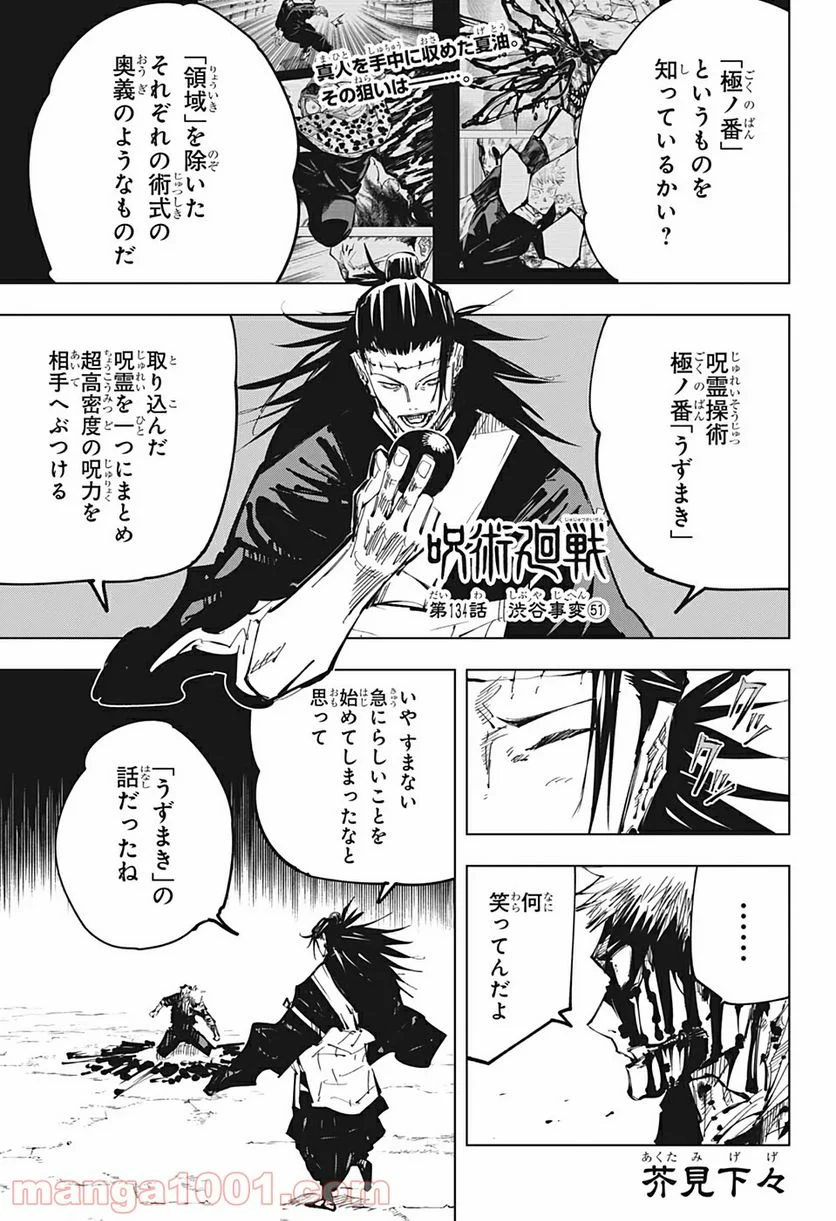 「極ノ番」
というものを
知っているかい?
真人を手中に収めた夏油。
その狙いは———。
「領域」を除いた
それぞれの術式の
奥義のようなものだ
呪霊操術
極ノ番「うずまき」
取り込んだ
呪霊を一つにまとめ
超高密度の呪力を
相手へぶつける
呪術廻戦
第134話 渋谷事変㊿
クックッ
……
何
笑ってんだよ
いや すまない
急にらしいことを
始めてしまったなと
思って
「うずまき」の
話だったね
芥見下々
manga1001.com